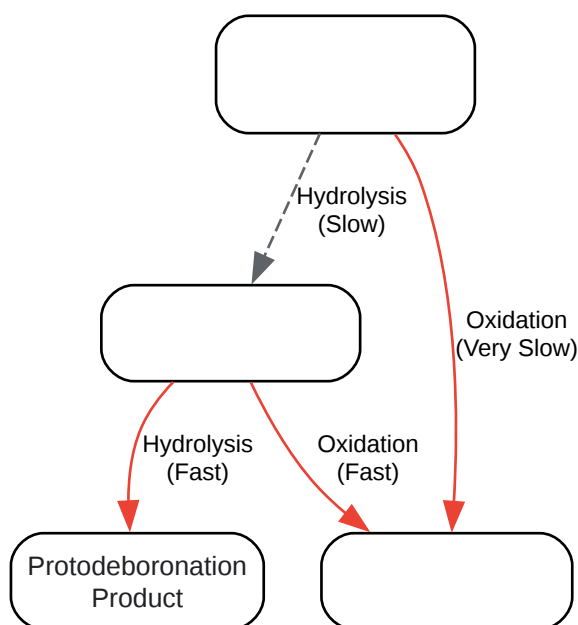 Hydrolysis
(Slow)
Oxidation
(Very Slow)
Hydrolysis
(Fast)
Oxidation
(Fast)
Protodeboronation
Product